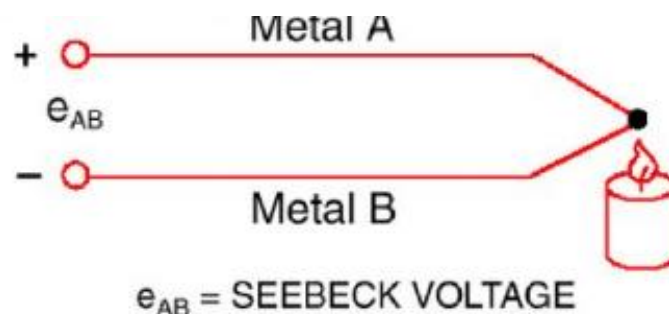 Metal A
+
e_AB
−
Metal B
e_AB = SEEBECK VOLTAGE